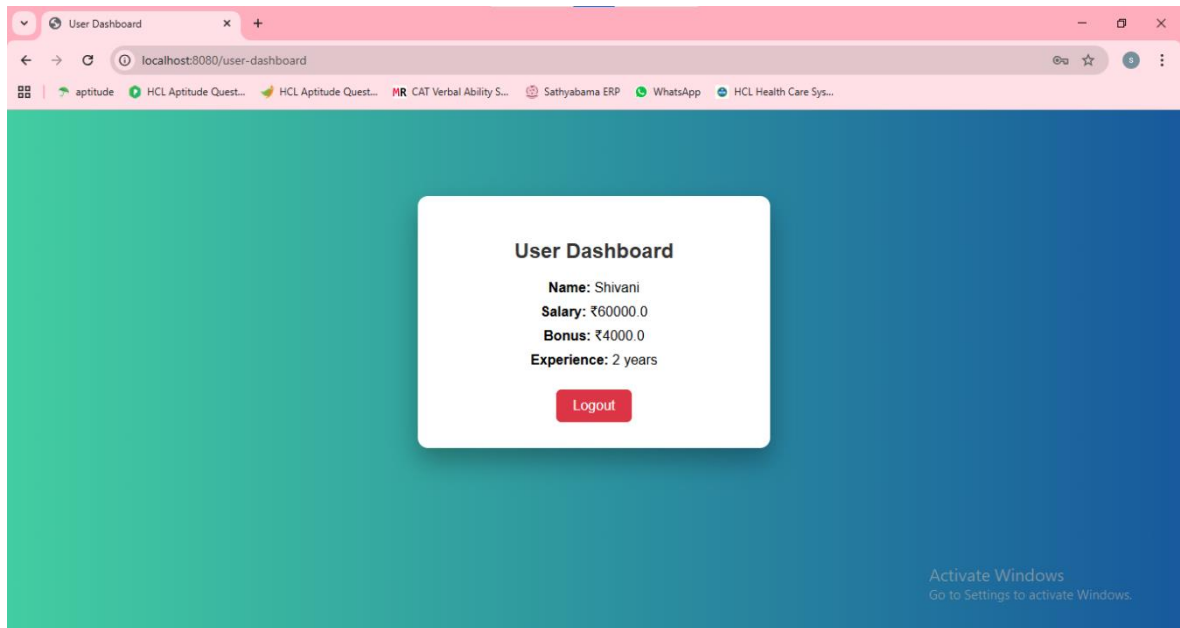 User Dashboard
localhost:8080/user-dashboard
S
aptitude HCL Aptitude Quest... HCL Aptitude Quest... MR CAT Verbal Ability S... Sathyabama ERP WhatsApp HCL Health Care Sys...
User Dashboard
Name: Shivani
Salary: ₹60000.0
Bonus: ₹4000.0
Experience: 2 years
Logout
Activate Windows
Go to Settings to activate Windows.